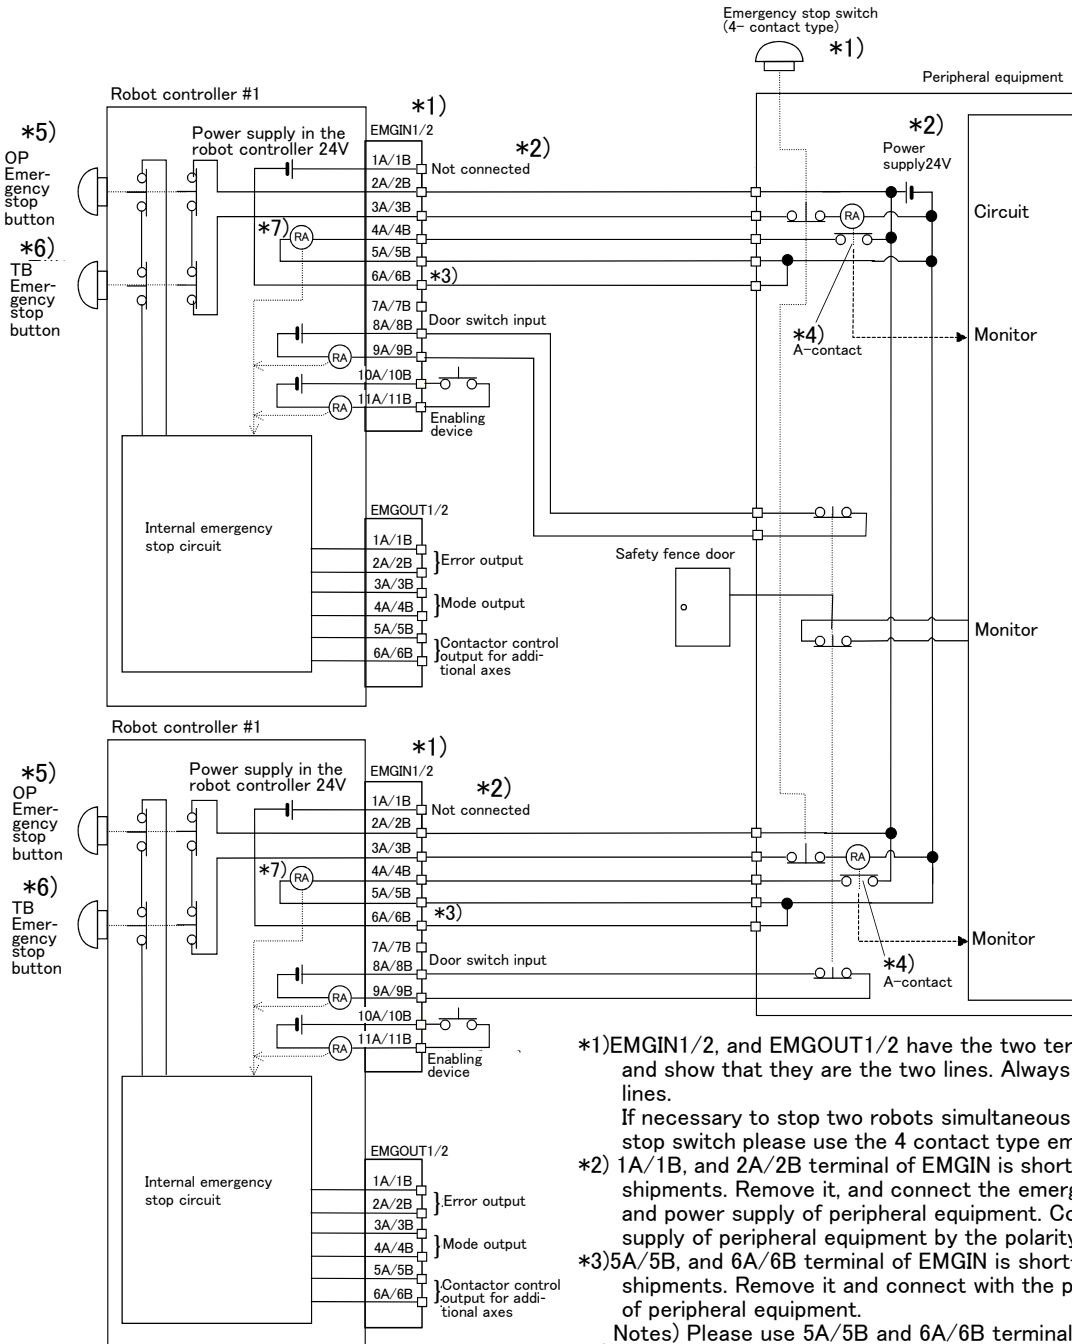 Emergency stop switch
(4- contact type)
*1)
Peripheral equipment
Robot controller #1
*1)
*5)
OP
Emer-
gency
stop
button
Power supply in the
robot controller 24V
EMGIN1/2
*2)
*2)
Power
supply24V
1A/1B
Not connected
2A/2B
3A/3B
RA
Circuit
*7)
RA
4A/4B
*6)
TB
Emer-
gency
stop
button
5A/5B
6A/6B
*3)
7A/7B
8A/8B
Door switch input
*4)
A-contact
Monitor
RA
9A/9B
10A/10B
RA
11A/11B
Enabling
device
Internal emergency
stop circuit
EMGOUT1/2
1A/1B
2A/2B
Error output
3A/3B
4A/4B
Mode output
5A/5B
6A/6B
Contactor control
output for addi-
tional axes
Safety fence door
Monitor
Robot controller #1
*1)
*5)
OP
Emer-
gency
stop
button
Power supply in the
robot controller 24V
EMGIN1/2
*2)
1A/1B
Not connected
2A/2B
3A/3B
RA
*7)
RA
4A/4B
*6)
TB
Emer-
gency
stop
button
5A/5B
6A/6B
*3)
7A/7B
8A/8B
Door switch input
*4)
A-contact
Monitor
RA
9A/9B
10A/10B
RA
11A/11B
Enabling
device
Internal emergency
stop circuit
EMGOUT1/2
1A/1B
2A/2B
Error output
3A/3B
4A/4B
Mode output
5A/5B
6A/6B
Contactor control
output for addi-
tional axes
*1)EMGIN1/2, and EMGOUT1/2 have the two ter
and show that they are the two lines. Always
lines.
If necessary to stop two robots simultaneous
stop switch please use the 4 contact type em
*2) 1A/1B, and 2A/2B terminal of EMGIN is short
shipments. Remove it, and connect the emerg
and power supply of peripheral equipment. Co
supply of peripheral equipment by the polarity
*3)5A/5B, and 6A/6B terminal of EMGIN is short
shipments. Remove it and connect with the p
of peripheral equipment.
Notes) Please use 5A/5B and 6A/6B terminal